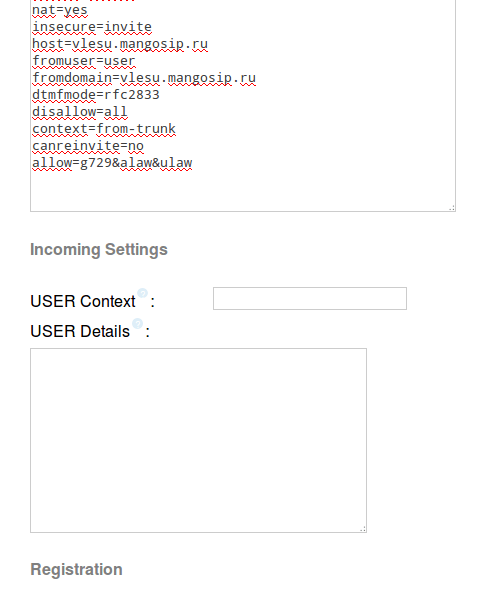 nat=yes
insecure=invite
host=vlesu.mangosip.ru
fromuser=user
fromdomain=vlesu.mangosip.ru
dtmfmode=rfc2833
disallow=all
context=from-trunk
canreinvite=no
allow=g729&alaw&ulaw
Incoming Settings
USER Context ? :
USER Details ? :
Registration